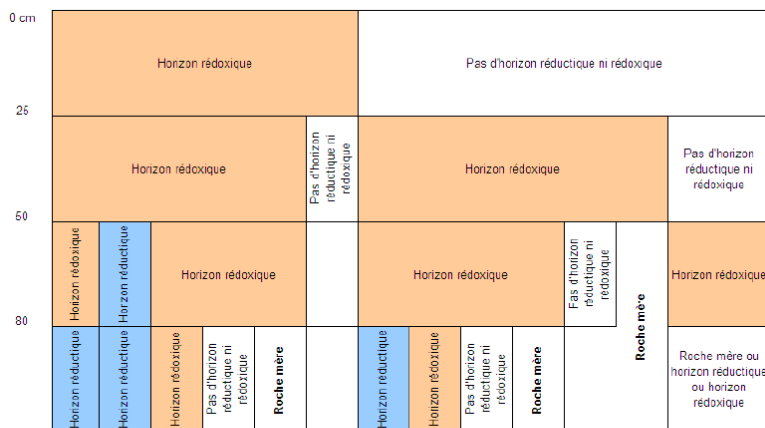 0 cm
Horizon rédoxique
Pas d'horizon réductique ni rédoxique
25
Horizon rédoxique
Pas d'horizon
réductique ni
rédoxique
Horizon rédoxique
Pas d'horizon
réductique ni
rédoxique
50
Horizon rédoxique
Horizon réductique
Horizon rédoxique
Horizon rédoxique
Pas d'horizon
réductique ni
rédoxique
Roche mère
Horizon rédoxique
80
Horizon réductique
Horizon réductique
Horizon rédoxique
Pas d'horizon
réductique ni
rédoxique
Roche mère
Horizon réductique
Horizon rédoxique
Pas d'horizon
réductique ni
rédoxique
Roche mère
Roche mère ou
horizon réductique
ou horizon
rédoxique